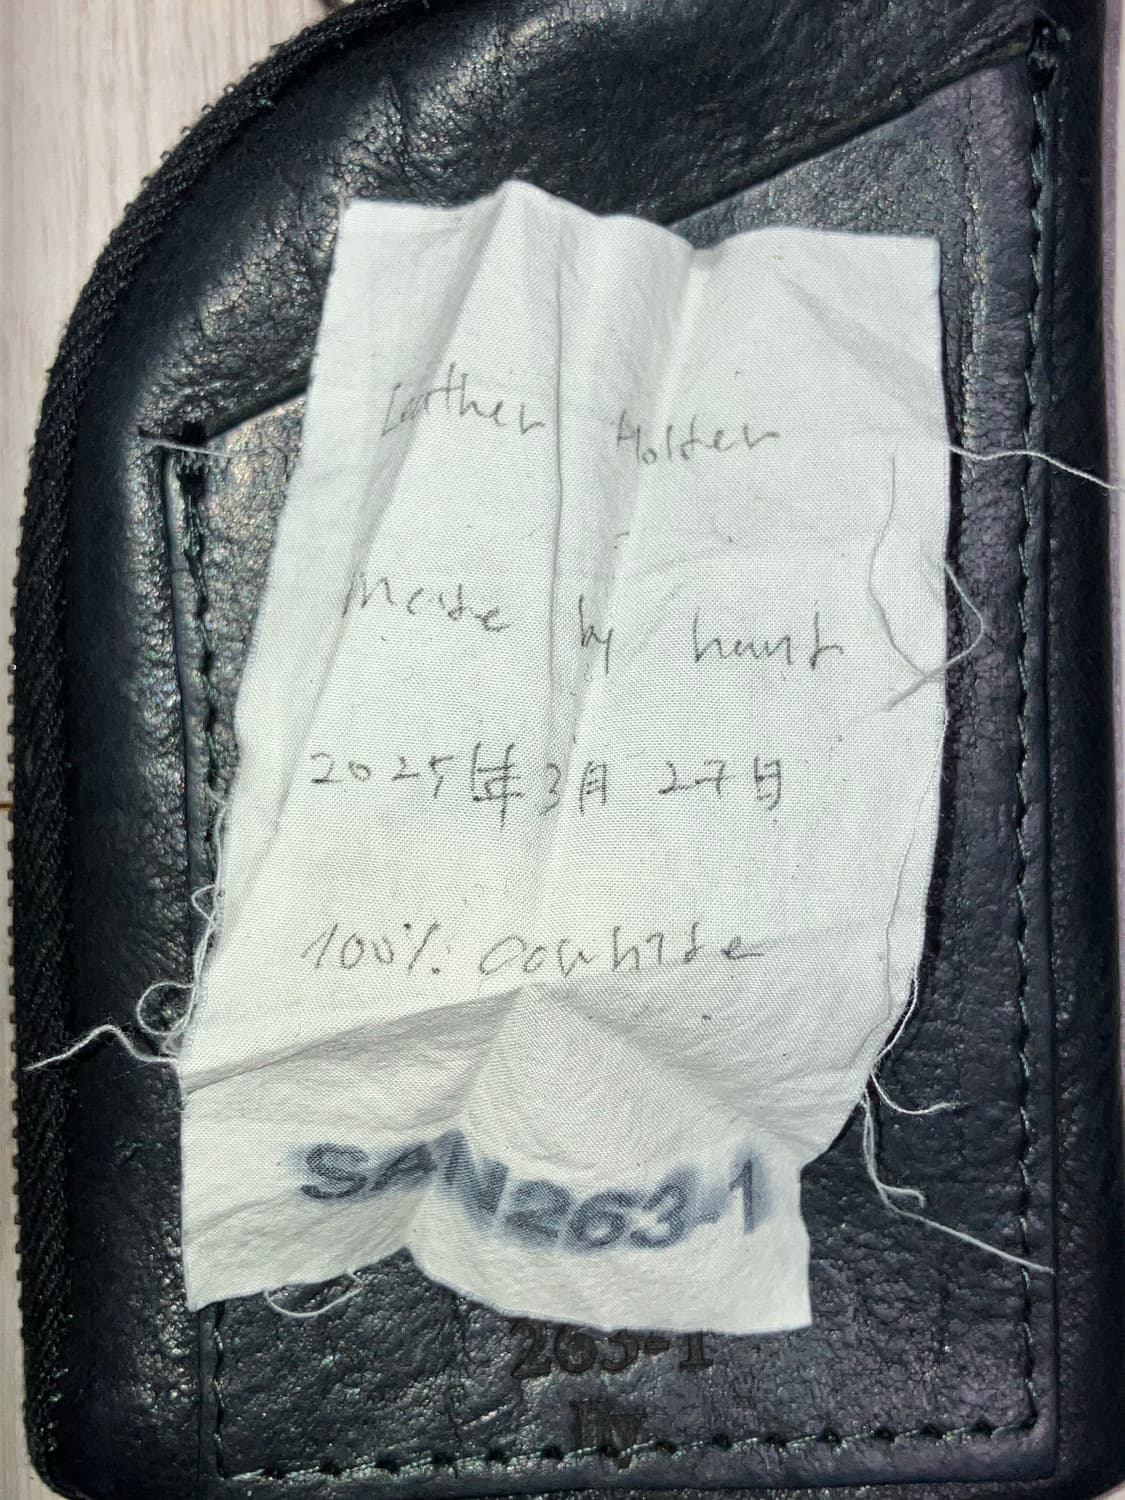 Leather Holder
Made by hand
2025年3月27日
100% cowhide
SAN263-1
263-1
lly